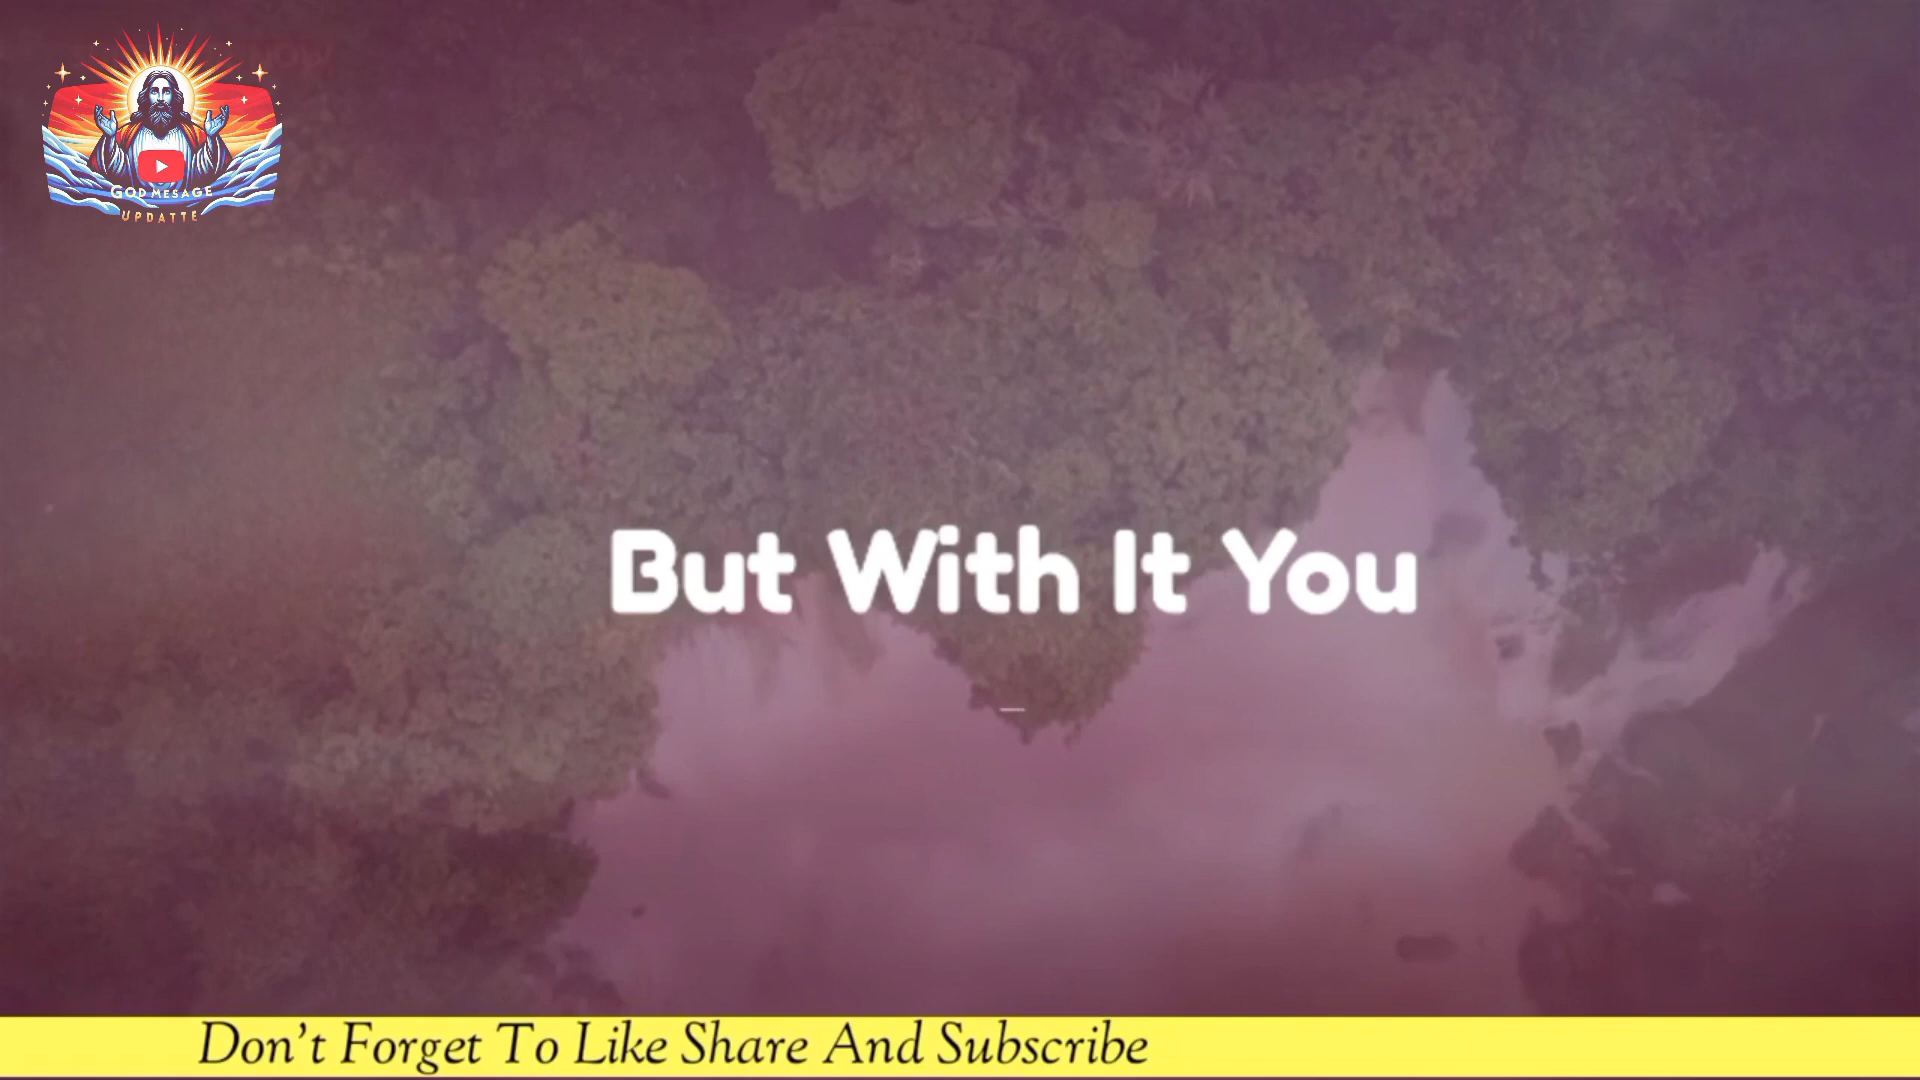 GOD MESAGE
UPDATTE
But With It You
Don't Forget To Like Share And Subscribe